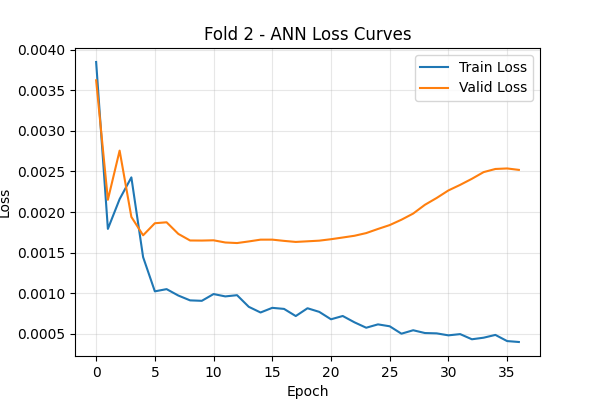 Fold 2 - ANN Loss Curves
Train Loss
Valid Loss
Loss
0.0040
0.0035
0.0030
0.0025
0.0020
0.0015
0.0010
0.0005
0 5 10 15 20 25 30 35
Epoch